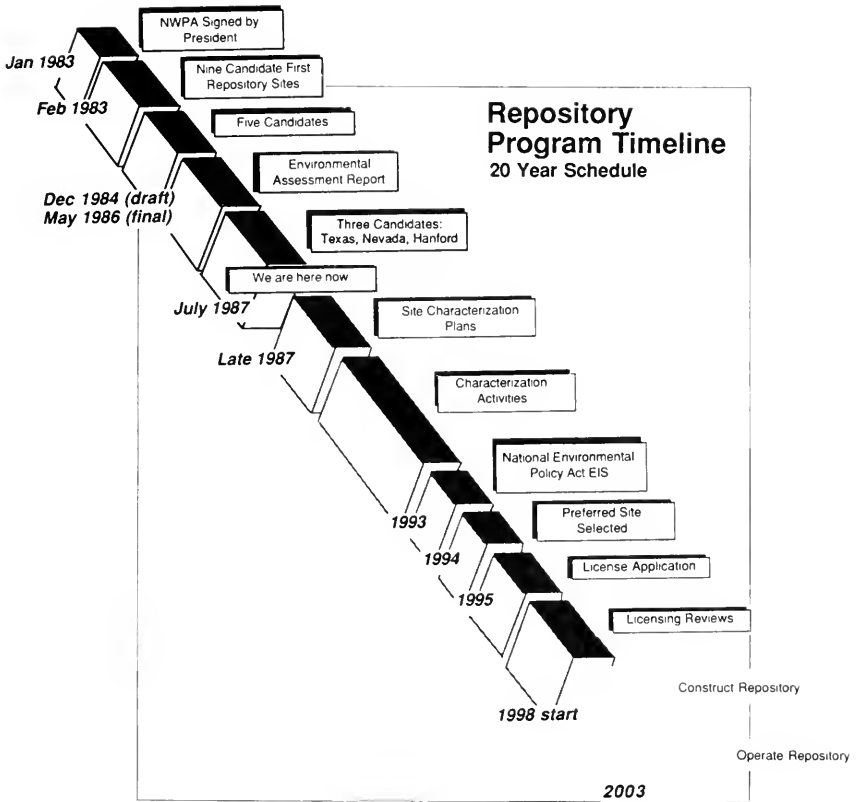 NWPA Signed by
President
Jan 1983
Nine Candidate First
Repository Sites
Feb 1983
Repository
Program Timeline
20 Year Schedule
Five Candidates
Environmental
Assessment Report
Dec 1984 (draft)
May 1986 (final)
Three Candidates:
Texas, Nevada, Hanford
We are here now
July 1987
Site Characterization
Plans
Late 1987
Characterization
Activities
National Environmental
Policy Act EIS
1993
Preferred Site
Selected
1994
License Application
1995
Licensing Reviews
Construct Repository
1998 start
Operate Repository
2003